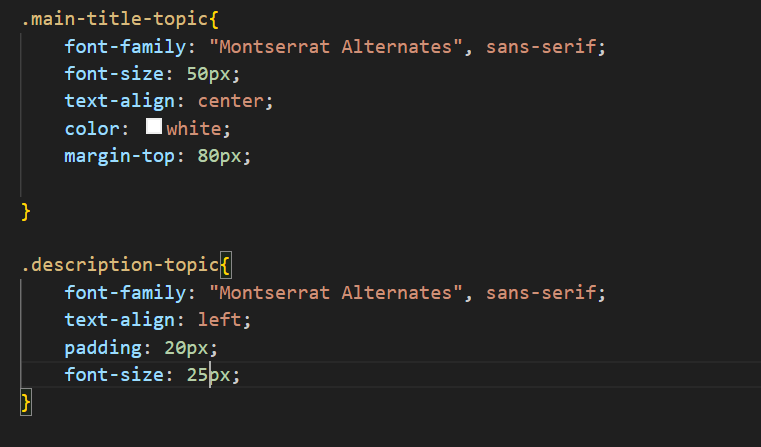 .main-title-topic{
    font-family: "Montserrat Alternates", sans-serif;
    font-size: 50px;
    text-align: center;
    color: white;
    margin-top: 80px;

}

.description-topic{
    font-family: "Montserrat Alternates", sans-serif;
    text-align: left;
    padding: 20px;
    font-size: 25px;
}